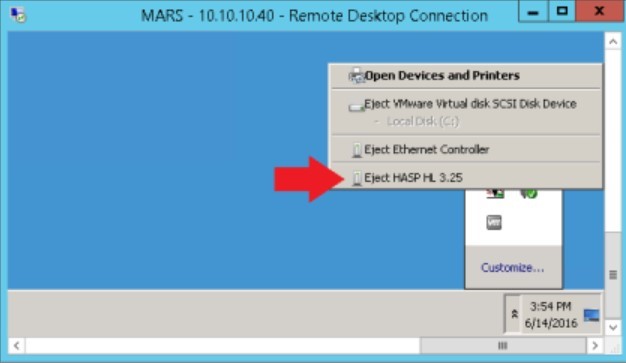 MARS - 10.10.10.40 - Remote Desktop Connection
Open Devices and Printers
Eject VMware Virtual disk SCSI Disk Device
- Local Disk (C:)
Eject Ethernet Controller
Eject HASP HL 3.25
Customize...
3:54 PM
6/14/2016